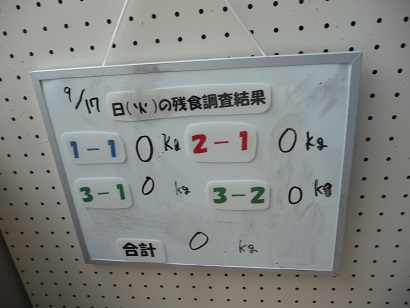 9/17 日(水)の残食調査結果
1-1 0 kg 2-1 0 kg
3-1 0 kg 3-2 0 kg
合計 0 kg